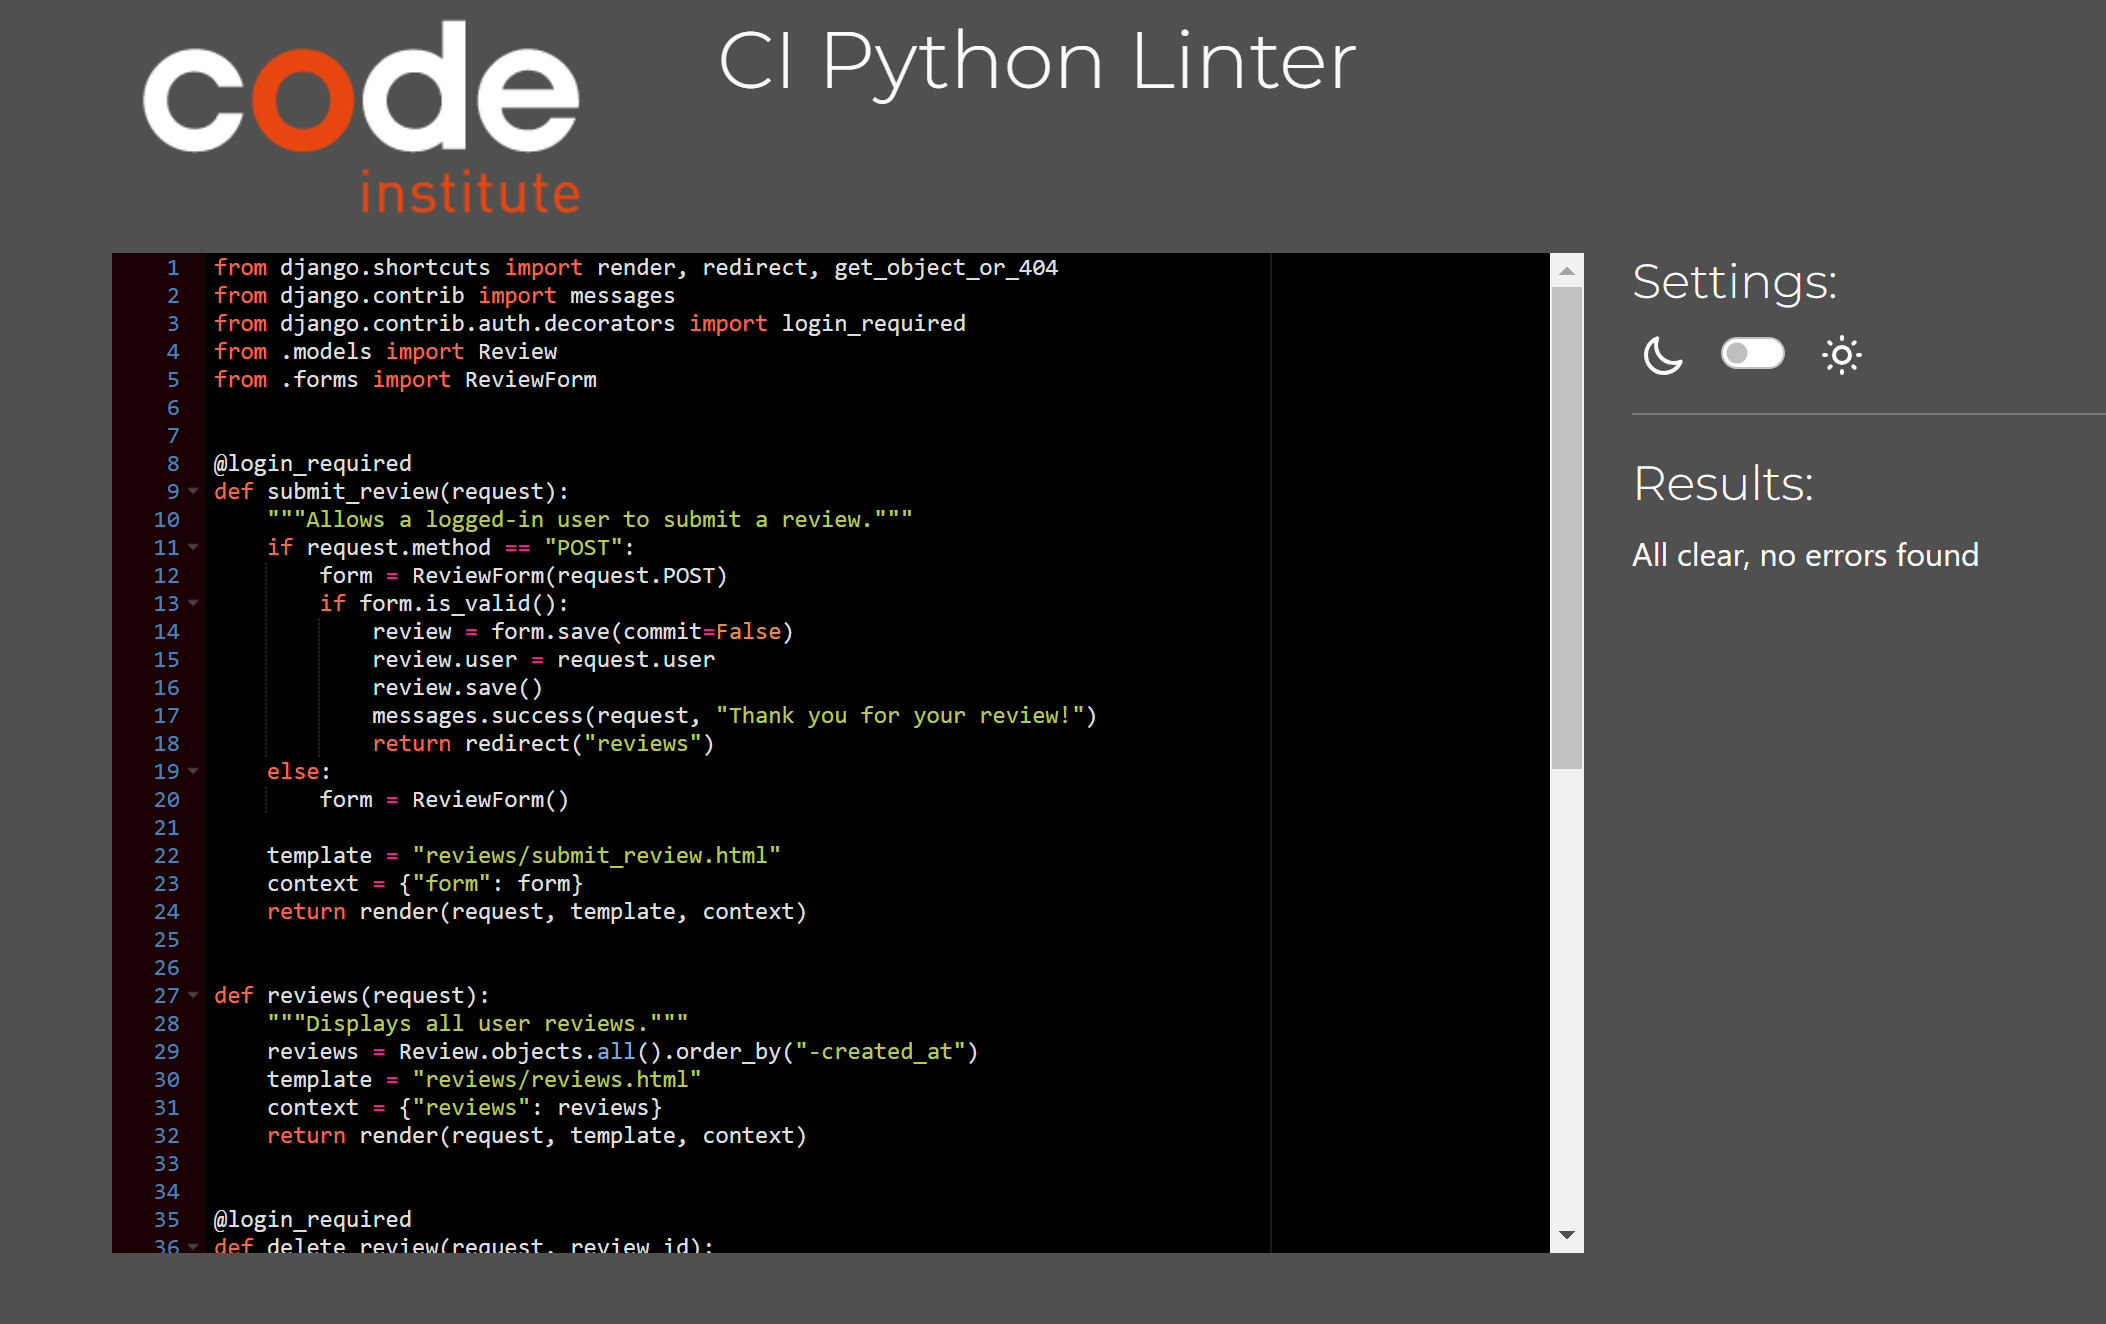 code
institute
CI Python Linter
1 from django.shortcuts import render, redirect, get_object_or_404
2 from django.contrib import messages
3 from django.contrib.auth.decorators import login_required
4 from .models import Review
5 from .forms import ReviewForm
6
7
8 @login_required
9 def submit_review(request):
10     """Allows a logged-in user to submit a review."""
11     if request.method == "POST":
12         form = ReviewForm(request.POST)
13         if form.is_valid():
14             review = form.save(commit=False)
15             review.user = request.user
16             review.save()
17             messages.success(request, "Thank you for your review!")
18             return redirect("reviews")
19     else:
20         form = ReviewForm()
21
22     template = "reviews/submit_review.html"
23     context = {"form": form}
24     return render(request, template, context)
25
26
27 def reviews(request):
28     """Displays all user reviews."""
29     reviews = Review.objects.all().order_by("-created_at")
30     template = "reviews/reviews.html"
31     context = {"reviews": reviews}
32     return render(request, template, context)
33
34
35 @login_required
36 def delete_review(request, review_id):
Settings:
Results:
All clear, no errors found